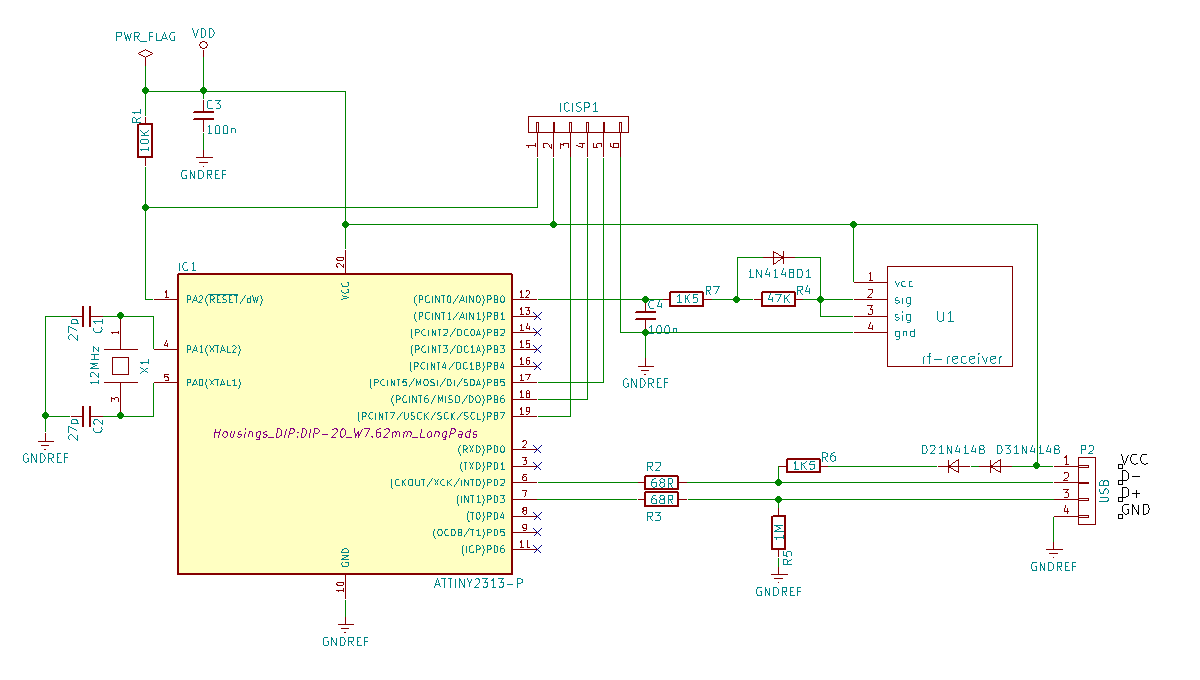 PWR_FLAG
VDD
C3
100n
GNDREF
R1
10K
ICISP1
1
2
3
4
5
6
IC1
20
VCC
1
PA2(RESET/dW)
4
PA1(XTAL2)
5
PA0(XTAL1)
(PCINT0/AIN0)PB0
12
(PCINT1/AIN1)PB1
13
(PCINT2/OC0A)PB2
14
(PCINT3/OC1A)PB3
15
(PCINT4/OC1B)PB4
16
(PCINT5/MOSI/DI/SDA)PB5
17
(PCINT6/MISO/DO)PB6
18
(PCINT7/USCK/SCK/SCL)PB7
19
Housings_DIP:DIP-20_W7.62mm_LongPads
(RXD)PD0
2
(TXD)PD1
3
(CKOUT/XCK/INT0)PD2
6
(INT1)PD3
7
(T0)PD4
8
(OC0B/T1)PD5
9
(ICP)PD6
11
GND
10
ATTINY2313-P
GNDREF
27p
C1
12MHz
1
3
X1
27p
C2
GNDREF
C4
100n
GNDREF
1K5
R7
1N4148D1
47K
R4
1
vcc
2
sig
3
sig
4
gnd
U1
rf-receiver
R2
68R
68R
R3
1K5
R6
D21N4148
D31N4148
1M
R5
GNDREF
P2
1
2
3
4
USB
VCC
D-
D+
GND
GNDREF